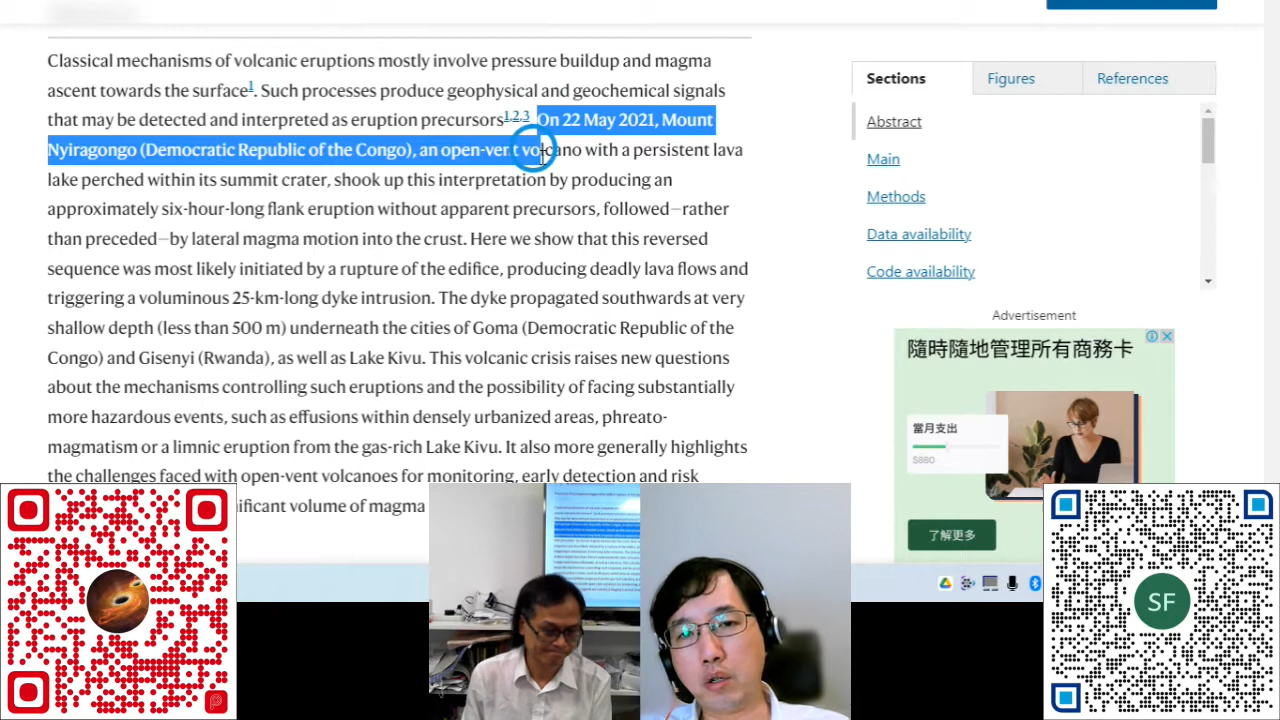 Classical mechanisms of volcanic eruptions mostly involve pressure buildup and magma
ascent towards the surface1. Such processes produce geophysical and geochemical signals
that may be detected and interpreted as eruption precursors1,2,3. On 22 May 2021, Mount
Nyiragongo (Democratic Republic of the Congo), an open-vent volcano with a persistent lava
lake perched within its summit crater, shook up this interpretation by producing an
approximately six-hour-long flank eruption without apparent precursors, followed—rather
than preceded—by lateral magma motion into the crust. Here we show that this reversed
sequence was most likely initiated by a rupture of the edifice, producing deadly lava flows and
triggering a voluminous 25-km-long dyke intrusion. The dyke propagated southwards at very
shallow depth (less than 500 m) underneath the cities of Goma (Democratic Republic of the
Congo) and Gisenyi (Rwanda), as well as Lake Kivu. This volcanic crisis raises new questions
about the mechanisms controlling such eruptions and the possibility of facing substantially
more hazardous events, such as effusions within densely urbanized areas, phreato-
magmatism or a limnic eruption from the gas-rich Lake Kivu. It also more generally highlights
the challenges faced with open-vent volcanoes for monitoring, early detection and risk
ificant volume of magma
Sections
Figures
References
Abstract
Main
Methods
Data availability
Code availability
Advertisement
隨時隨地管理所有商務卡
當月支出
$880
了解更多
SF